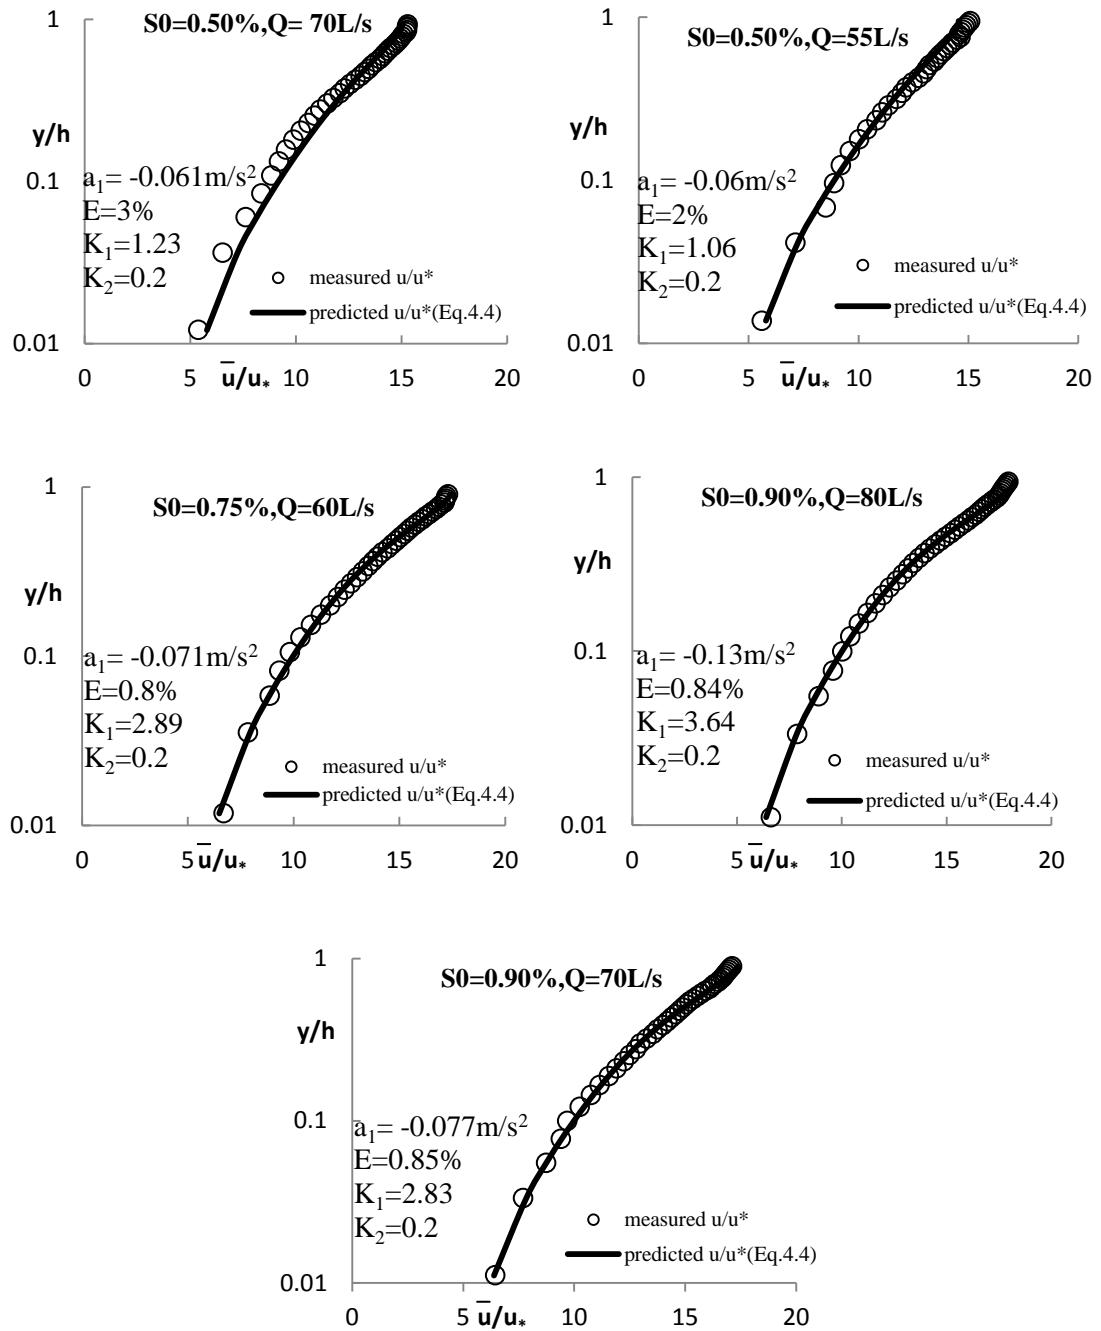 S0=0.50%,Q= 70L/s
1
y/h
0.1
0.01
a₁= -0.061m/s²
E=3%
K₁=1.23
K₂=0.2
measured u/u*
predicted u/u*(Eq.4.4)
0 5 u̅/u* 10 15 20
S0=0.50%,Q=55L/s
1
y/h
0.1
0.01
a₁= -0.06m/s²
E=2%
K₁=1.06
K₂=0.2
measured u/u*
predicted u/u*(Eq.4.4)
0 5 u̅/u* 10 15 20
S0=0.75%,Q=60L/s
1
y/h
0.1
0.01
a₁= -0.071m/s²
E=0.8%
K₁=2.89
K₂=0.2
measured u/u*
predicted u/u*(Eq.4.4)
0 5 u̅/u* 10 15 20
S0=0.90%,Q=80L/s
1
y/h
0.1
0.01
a₁= -0.13m/s²
E=0.84%
K₁=3.64
K₂=0.2
measured u/u*
predicted u/u*(Eq.4.4)
0 5 u̅/u* 10 15 20
S0=0.90%,Q=70L/s
1
y/h
0.1
0.01
a₁= -0.077m/s²
E=0.85%
K₁=2.83
K₂=0.2
measured u/u*
predicted u/u*(Eq.4.4)
0 5 u̅/u* 10 15 20